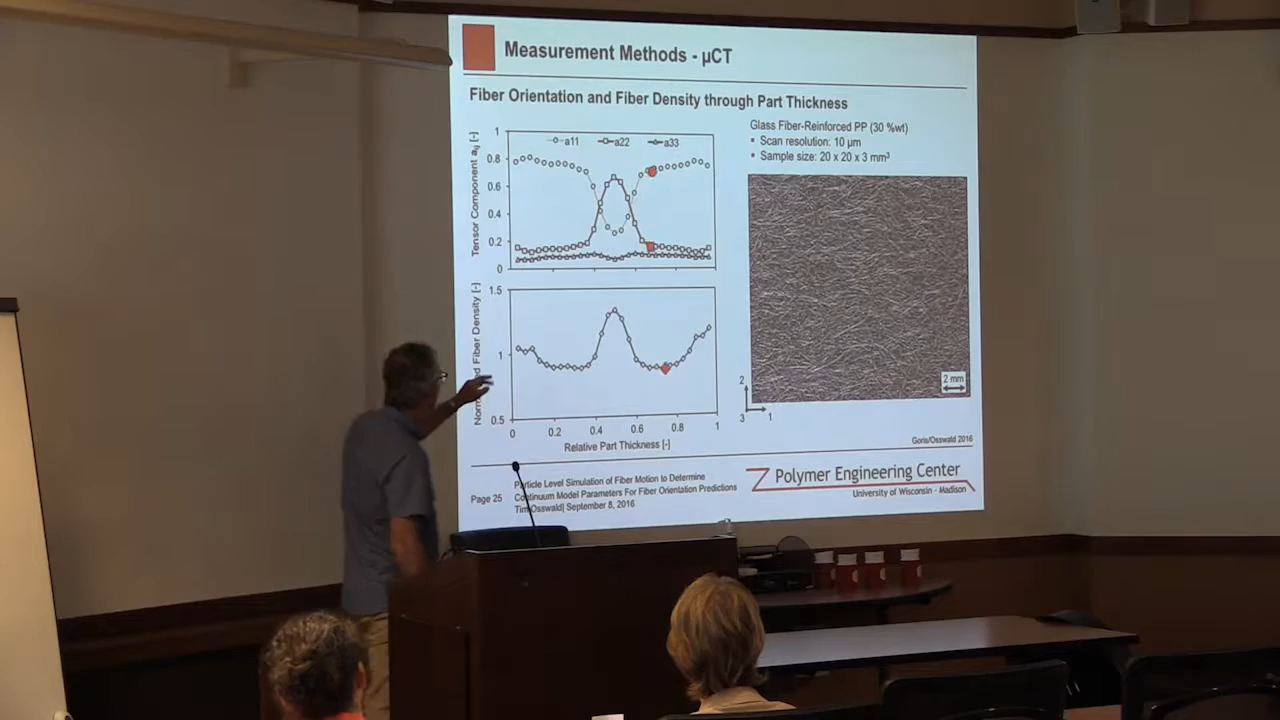 Measurement Methods - µCT
Fiber Orientation and Fiber Density through Part Thickness
Glass Fiber-Reinforced PP (30 %wt)
▪ Scan resolution: 10 µm
▪ Sample size: 20 x 20 x 3 mm³
Tensor Component aij [-]
a11 a22 a33
1
0.8
0.6
0.4
0.2
0
Fiber Density [-]
1.5
1
0.5
0 0.2 0.4 0.6 0.8 1
Relative Part Thickness [-]
2 mm
2
3 1
Goris/Osswald 2016
Page 25
Particle Level Simulation of Fiber Motion to Determine
Continuum Model Parameters For Fiber Orientation Predictions
Tim Osswald| September 8, 2016
Polymer Engineering Center
University of Wisconsin - Madison